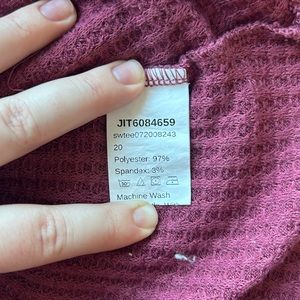 JIT6084659
swtee072008243
20
Polyester: 97%
Spandex: 3%
Machine Wash